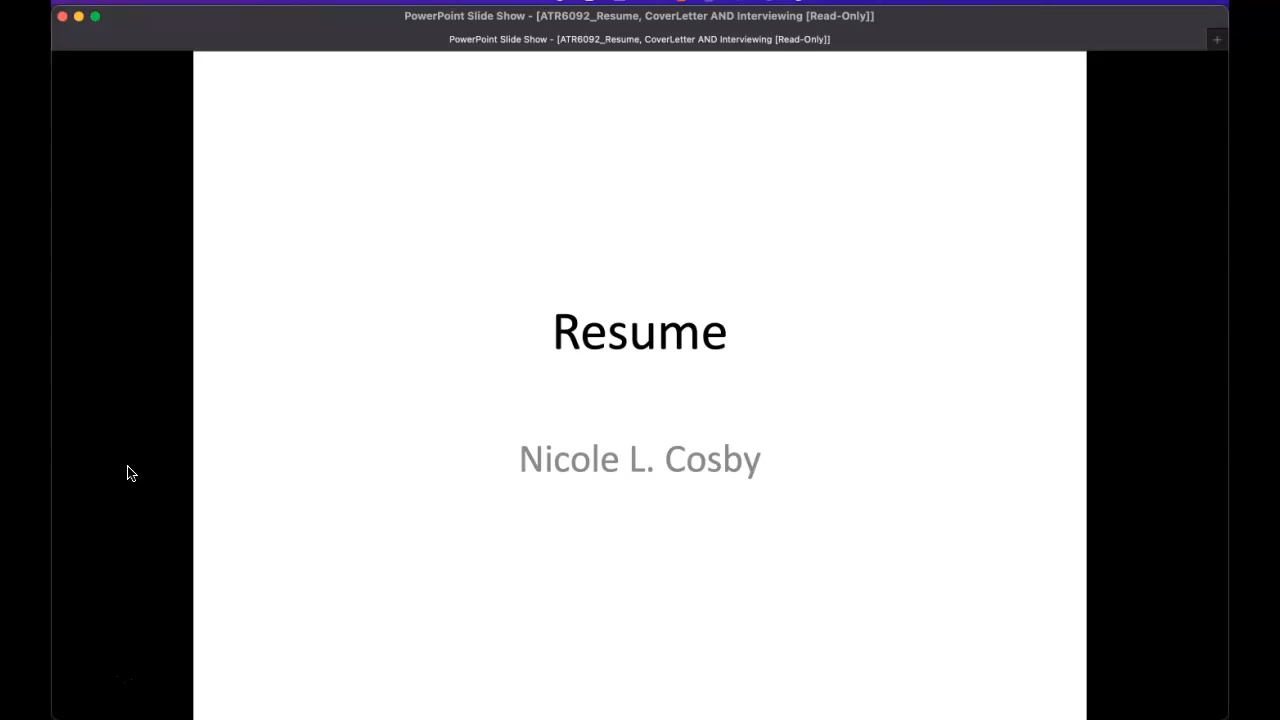 PowerPoint Slide Show - [ATR6092_Resume, CoverLetter AND Interviewing [Read-Only]]
PowerPoint Slide Show - [ATR6092_Resume, CoverLetter AND Interviewing [Read-Only]]
Resume
Nicole L. Cosby